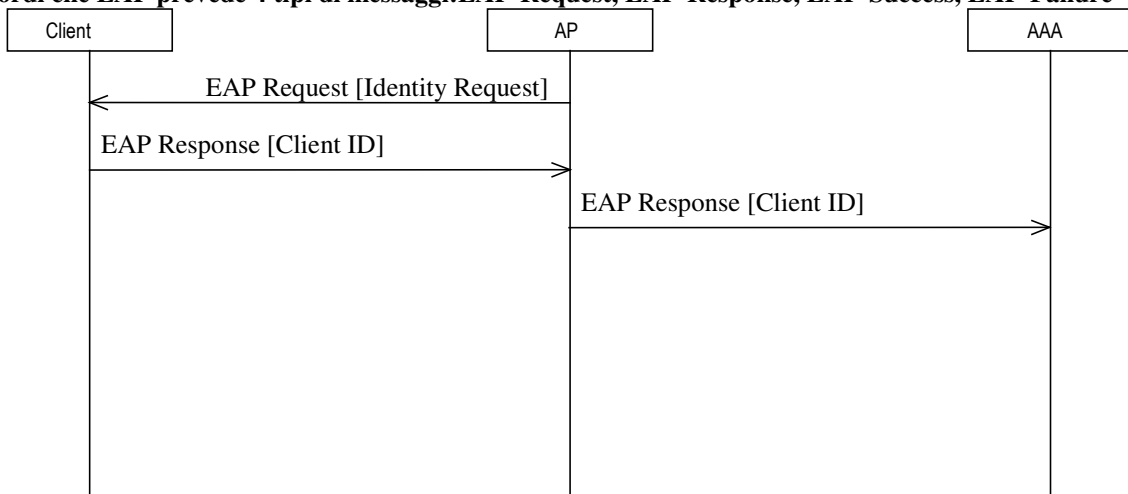 ordi che EAP prevede 4 tipi di messaggi:EAP-Request, EAP-Response, EAP-Success, EAP-Failure
Client
AP
AAA
EAP Request [Identity Request]
EAP Response [Client ID]
EAP Response [Client ID]